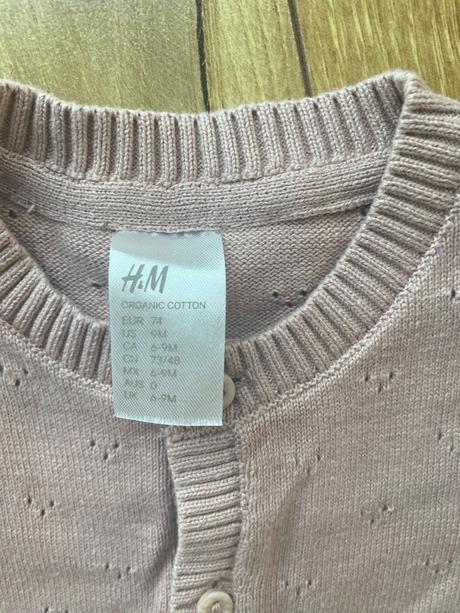 H&M
ORGANIC COTTON
EUR 74
US 9M
CA 6-9M
CN 73/48
MX 6-9M
AUS 0
UK 6-9M